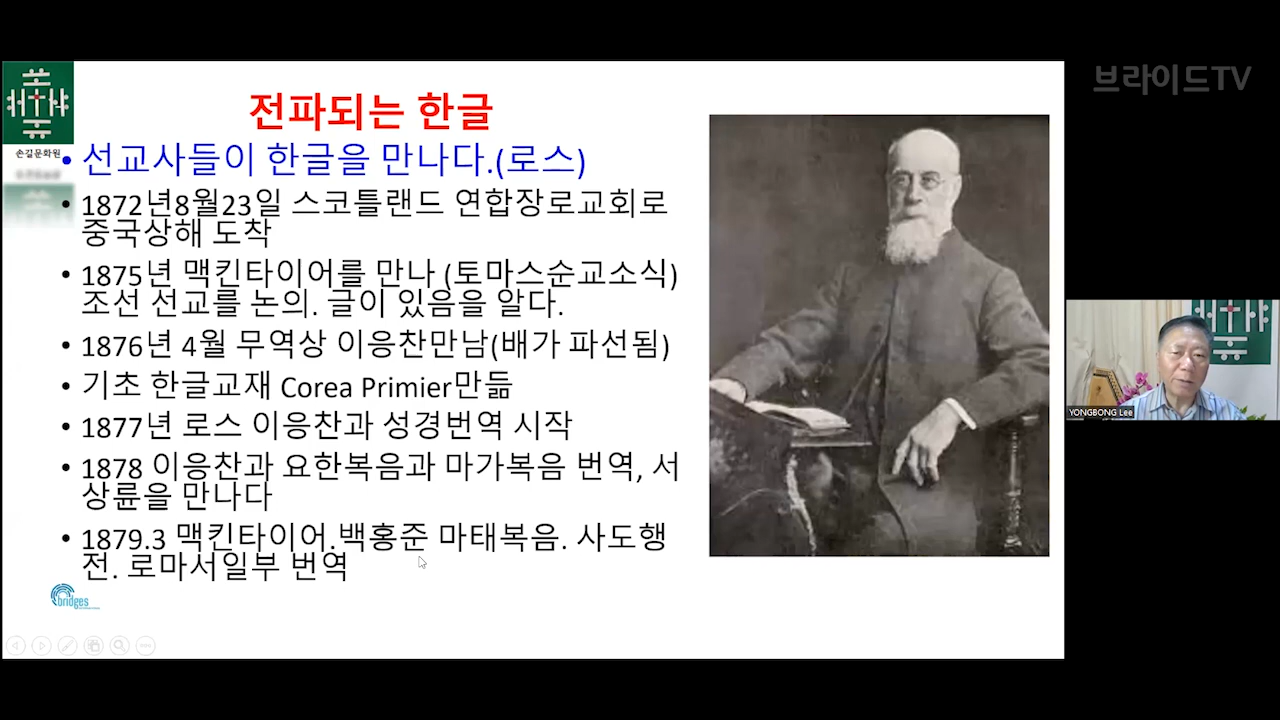 브라이드TV
전파되는 한글
손길문화원
• 선교사들이 한글을 만나다.(로스)
• 1872년8월23일 스코틀랜드 연합장로교회로
중국상해 도착
• 1875년 맥킨타이어를 만나 (토마스순교소식)
조선 선교를 논의. 글이 있음을 알다.
• 1876년 4월 무역상 이응찬만남(배가 파선됨)
• 기초 한글교재 Corea Primier만듦
• 1877년 로스 이응찬과 성경번역 시작
• 1878 이응찬과 요한복음과 마가복음 번역, 서
상륜을 만나다
• 1879.3 맥킨타이어.백홍준 마태복음. 사도행
전. 로마서일부 번역
bridges
YONGBONG Lee